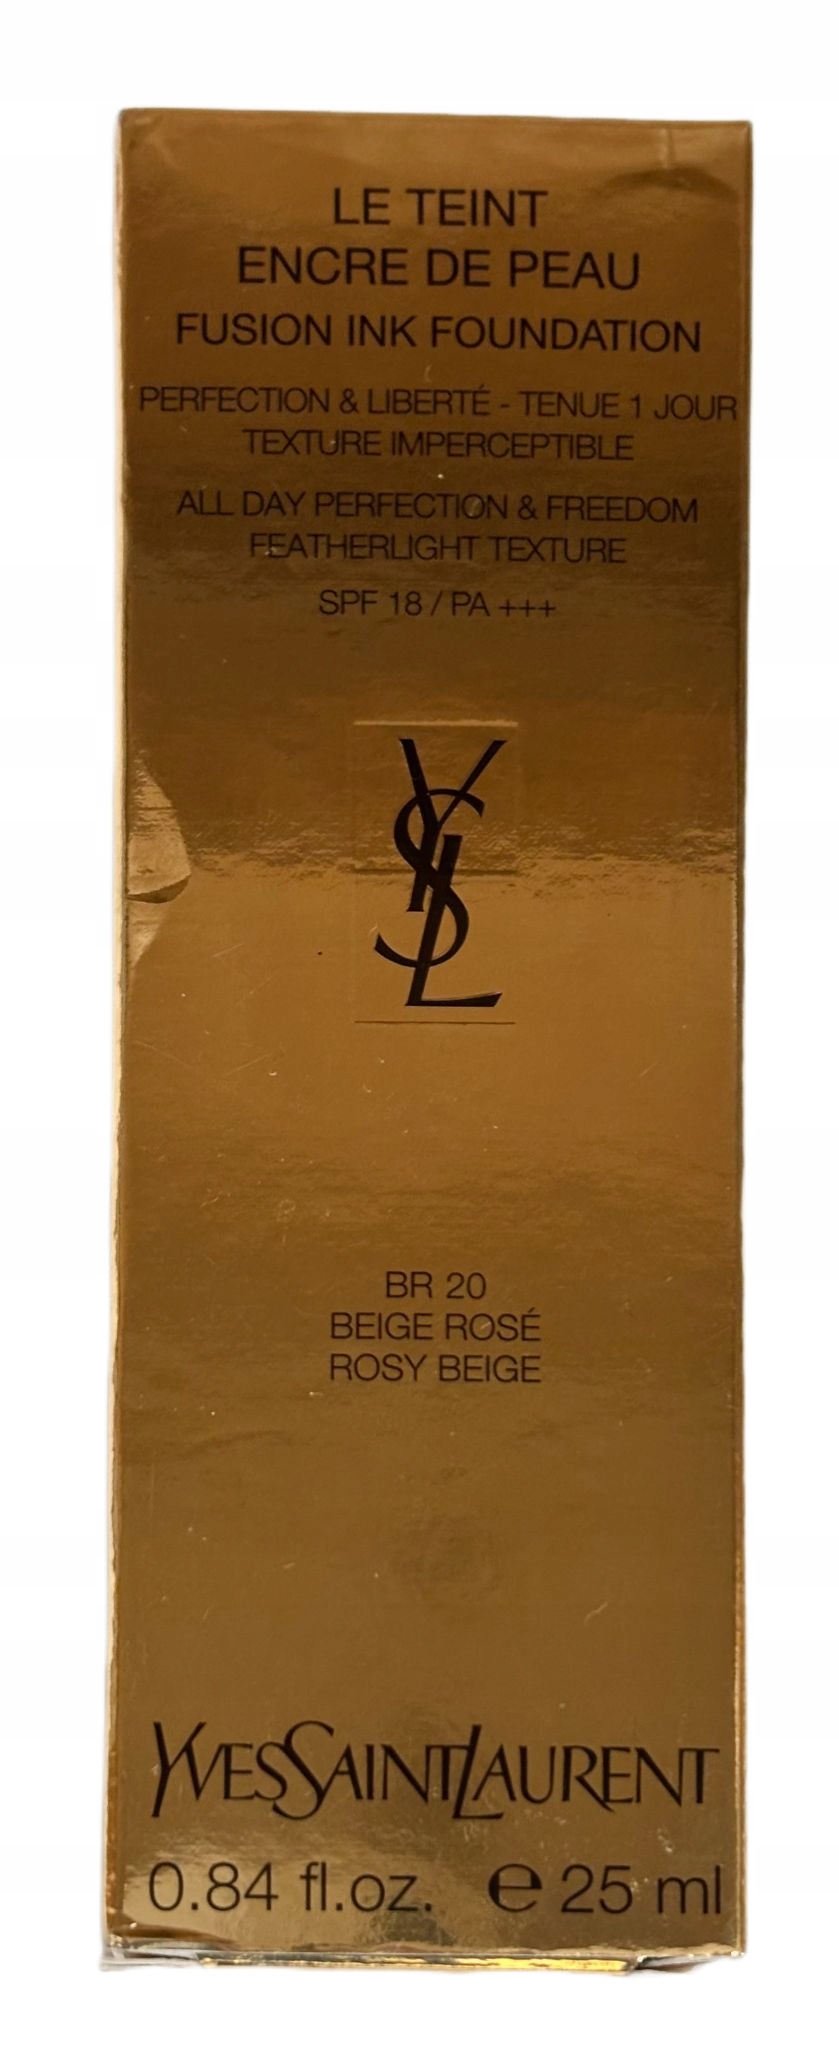 LE TEINT
ENCRE DE PEAU
FUSION INK FOUNDATION
PERFECTION & LIBERTÉ - TENUE 1 JOUR
TEXTURE IMPERCEPTIBLE
ALL DAY PERFECTION & FREEDOM
FEATHERLIGHT TEXTURE
SPF 18 / PA +++
YSL
BR 20
BEIGE ROSÉ
ROSY BEIGE
YVESSAINTLAURENT
0.84 fl.oz. ℮ 25 ml